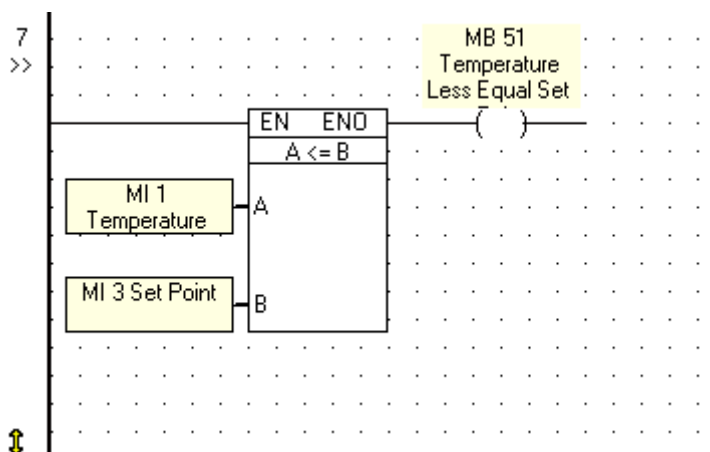 7
>>
MB 51
Temperature
Less Equal Set
EN ENO
A <= B
MI 1
Temperature
A
MI 3 Set Point
B